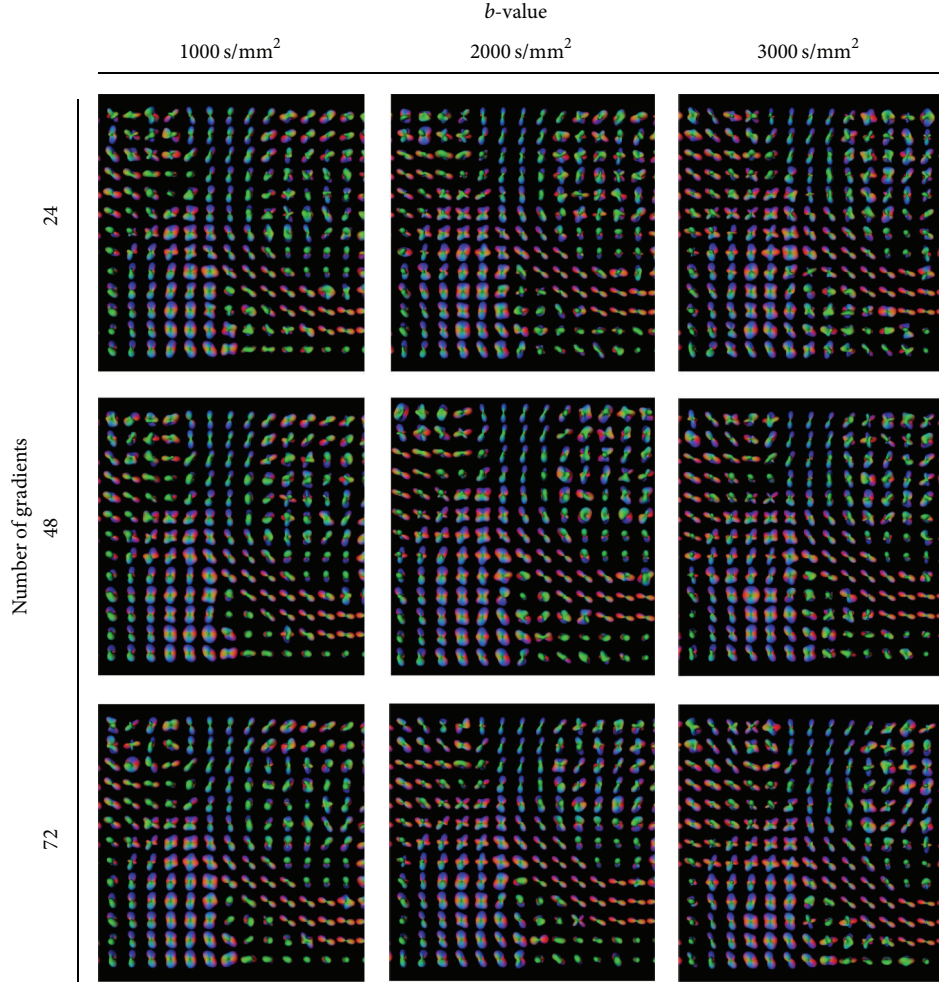 b-value
1000 s/mm²
2000 s/mm²
3000 s/mm²
Number of gradients
24
48
72